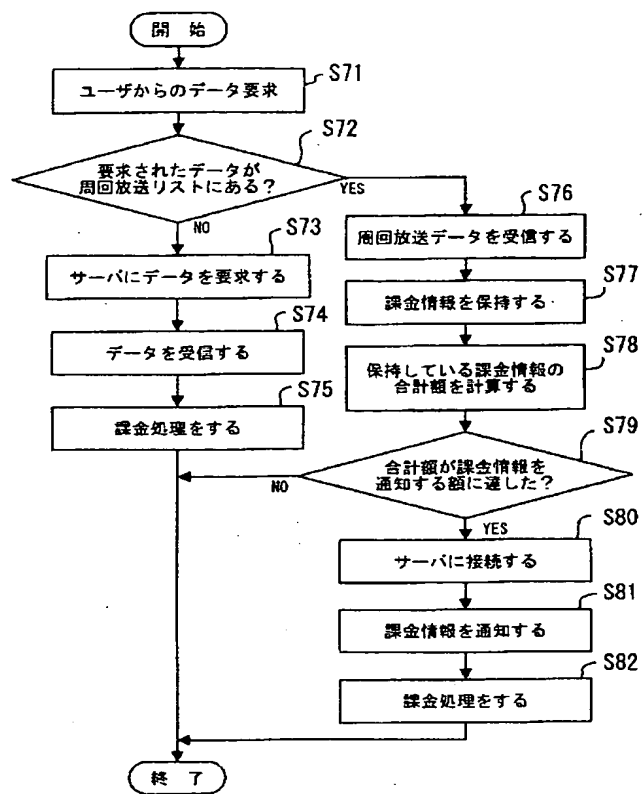 開 始
S71
ユーザからのデータ要求
S72
要求されたデータが
周回放送リストにある?
YES
NO
S73
サーバにデータを要求する
S74
データを受信する
S75
課金処理をする
S76
周回放送データを受信する
S77
課金情報を保持する
S78
保持している課金情報の
合計額を計算する
S79
合計額が課金情報を
通知する額に達した?
NO
YES
S80
サーバに接続する
S81
課金情報を通知する
S82
課金処理をする
終 了